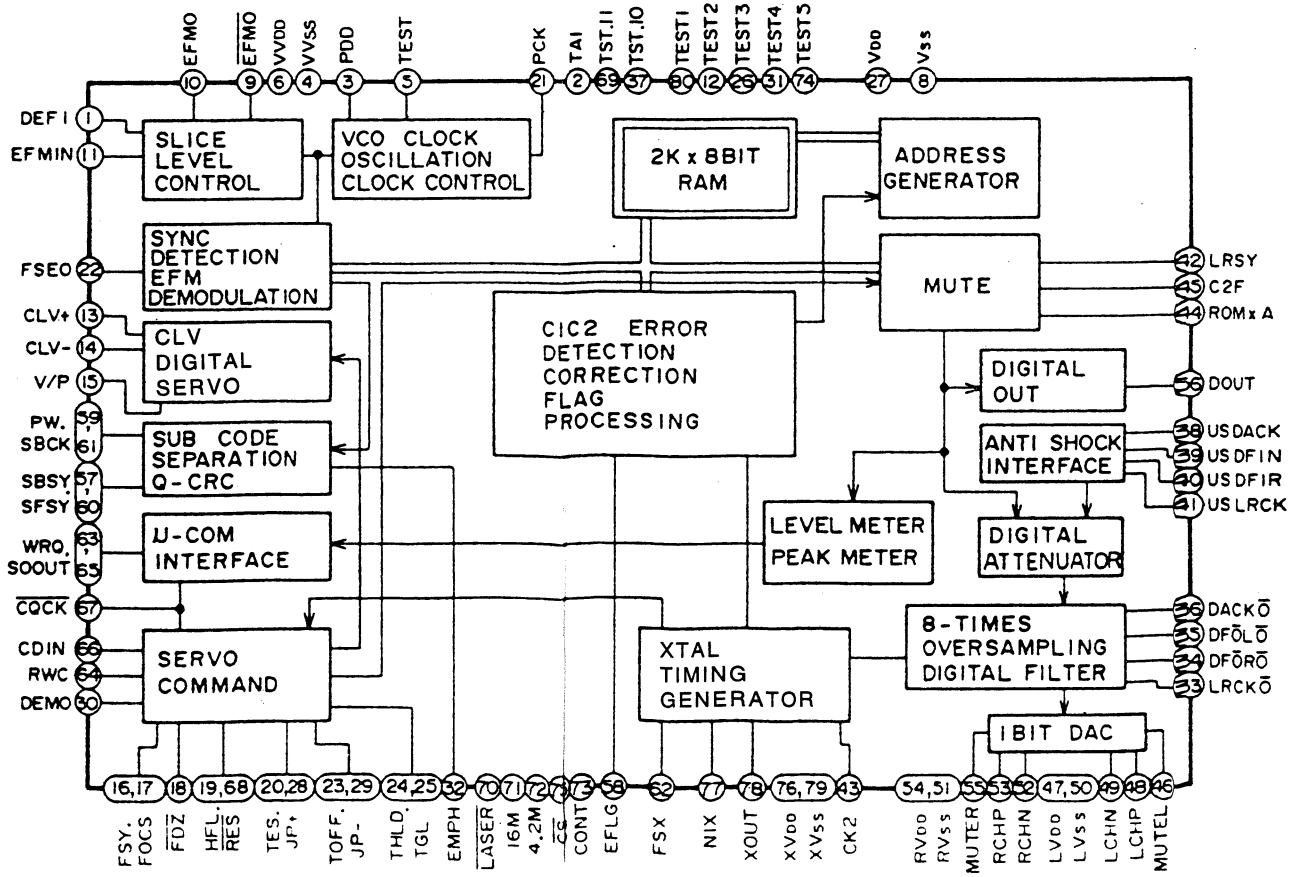 EFMO
EFMO
VVDD
VVSS
PDD
TEST
PCK
TAI
TST.11
TST.10
TEST1
TEST2
TEST3
TEST4
TEST5
VDD
VSS
10
9
6
4
3
5
21
2
69
37
80
12
26
31
74
27
8
DEF I
1
EFMIN
11
SLICE
LEVEL
CONTROL
VCO CLOCK
OSCILLATION
CLOCK CONTROL
2K x 8BIT
RAM
ADDRESS
GENERATOR
FSEO
22
SYNC
DETECTION
EFM
DEMODULATION
MUTE
42
LRSY
45
C2F
44
ROMxA
CLV+
13
CLV-
14
V/P
15
CLV
DIGITAL
SERVO
C1C2 ERROR
DETECTION
CORRECTION
FLAG
PROCESSING
DIGITAL
OUT
56
DOUT
PW.
SBCK
59,
61
SBSY,
SFSY
57,
60
SUB CODE
SEPARATION
Q-CRC
ANTI SHOCK
INTERFACE
38
USDACK
39
USDFIN
40
USDFIR
41
USLRCK
WRQ.
SQOUT
63,
65
μ-COM
INTERFACE
LEVEL METER
PEAK METER
DIGITAL
ATTENUATOR
CQCK
67
CDIN
66
RWC
64
DEMO
30
SERVO
COMMAND
XTAL
TIMING
GENERATOR
8-TIMES
OVERSAMPLING
DIGITAL FILTER
36
DACKŌ
35
DFŌLŌ
34
DFŌRŌ
33
LRCKŌ
1BIT DAC
16,17
18
19,68
20,28
23,29
24,25
32
70
71
72
75
73
58
62
77
78
76,79
43
54,51
55
53
52
47,50
49
48
46
FSY.
FOCS
FDZ
HFL.
RES
TES.
JP+
TOFF.
JP-
THLD.
TGL
EMPH
LASER
16M
4.2M
CS
CONT
EFLG
FSX
NIX
XOUT
XVDD
XVSS
CK2
RVDD
RVSS
MUTER
RCHP
RCHN
LVDD
LVSS
LCHN
LCHP
MUTEL